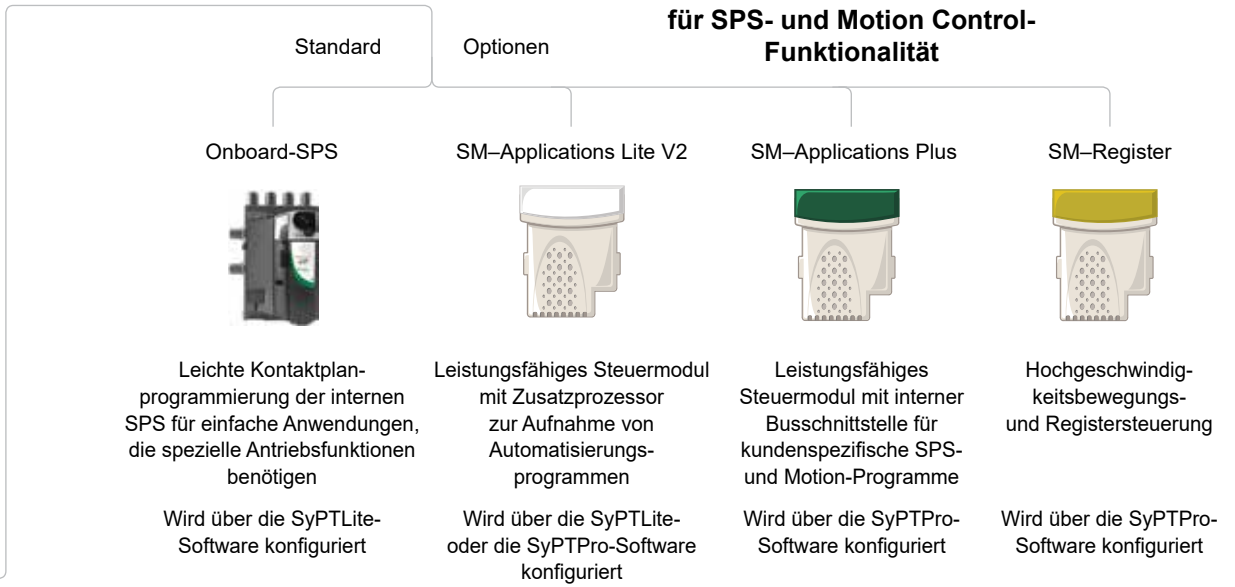 für SPS- und Motion Control-
Funktionalität
Standard
Optionen
Onboard-SPS
Leichte Kontaktplan-
programmierung der internen
SPS für einfache Anwendungen,
die spezielle Antriebsfunktionen
benötigen
Wird über die SyPTLite-
Software konfiguriert
SM–Applications Lite V2
Leistungsfähiges Steuermodul
mit Zusatzprozessor
zur Aufnahme von
Automatisierungs-
programmen
Wird über die SyPTLite-
oder die SyPTPro-Software
konfiguriert
SM–Applications Plus
Leistungsfähiges
Steuermodul mit interner
Busschnittstelle für
kundenspezifische SPS-
und Motion-Programme
Wird über die SyPTPro-
Software konfiguriert
SM–Register
Hochgeschwindig-
keitsbewegungs-
und Registersteuerung
Wird über die SyPTPro-
Software konfiguriert